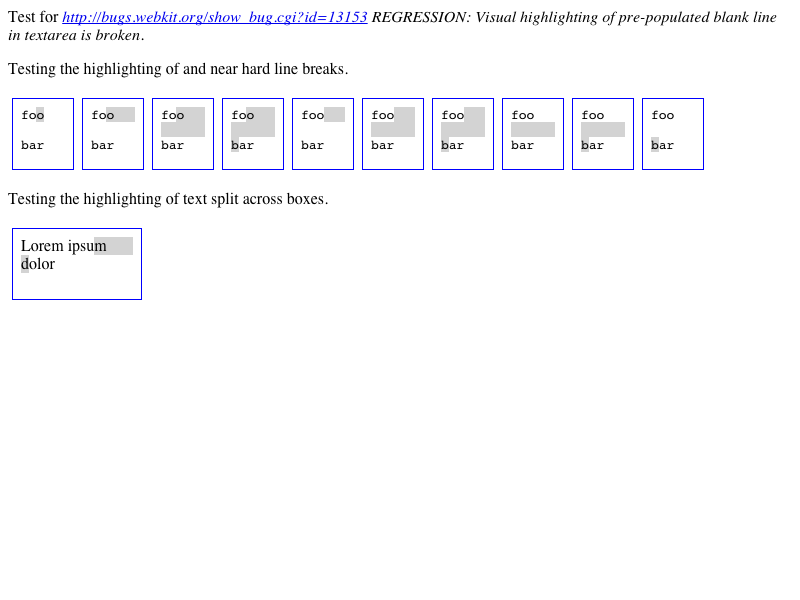 Test for http://bugs.webkit.org/show_bug.cgi?id=13153 REGRESSION: Visual highlighting of pre-populated blank line
in textarea is broken.
Testing the highlighting of and near hard line breaks.
foo foo foo foo foo foo foo foo foo foo
bar bar bar bar bar bar bar bar bar bar
Testing the highlighting of text split across boxes.
Lorem ipsum
dolor